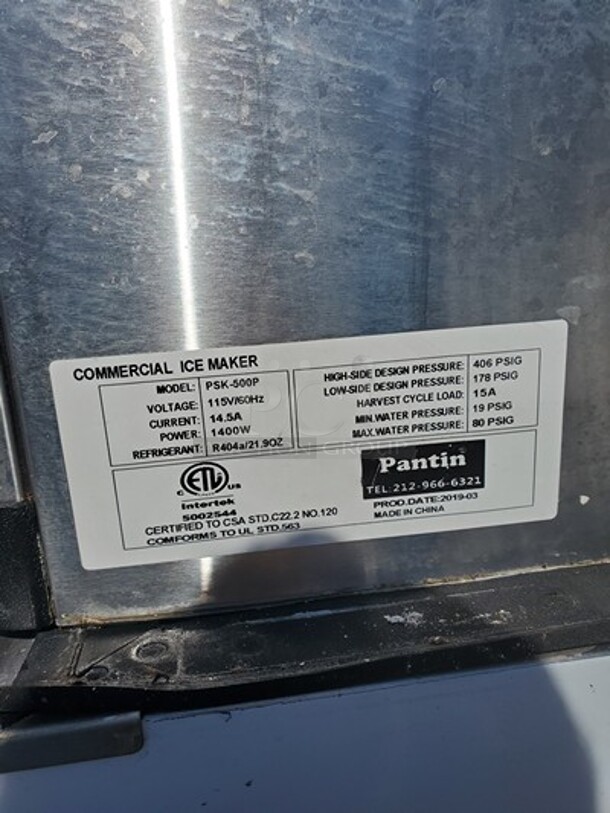 COMMERCIAL ICE MAKER
MODEL: PSK-500P
VOLTAGE: 115V/60Hz
CURRENT: 14.5A
POWER: 1400W
REFRIGERANT: R404a/21.9OZ
HIGH-SIDE DESIGN PRESSURE: 406 PSIG
LOW-SIDE DESIGN PRESSURE: 178 PSIG
HARVEST CYCLE LOAD: 15A
MIN.WATER PRESSURE: 19 PSIG
MAX.WATER PRESSURE: 80 PSIG
C ETL US
Intertek
5002544
CERTIFIED TO CSA STD.C22.2 NO.120
COMFORMS TO UL STD.563
Pantin
TEL:212-966-6321
PROD.DATE:2019-03
MADE IN CHINA